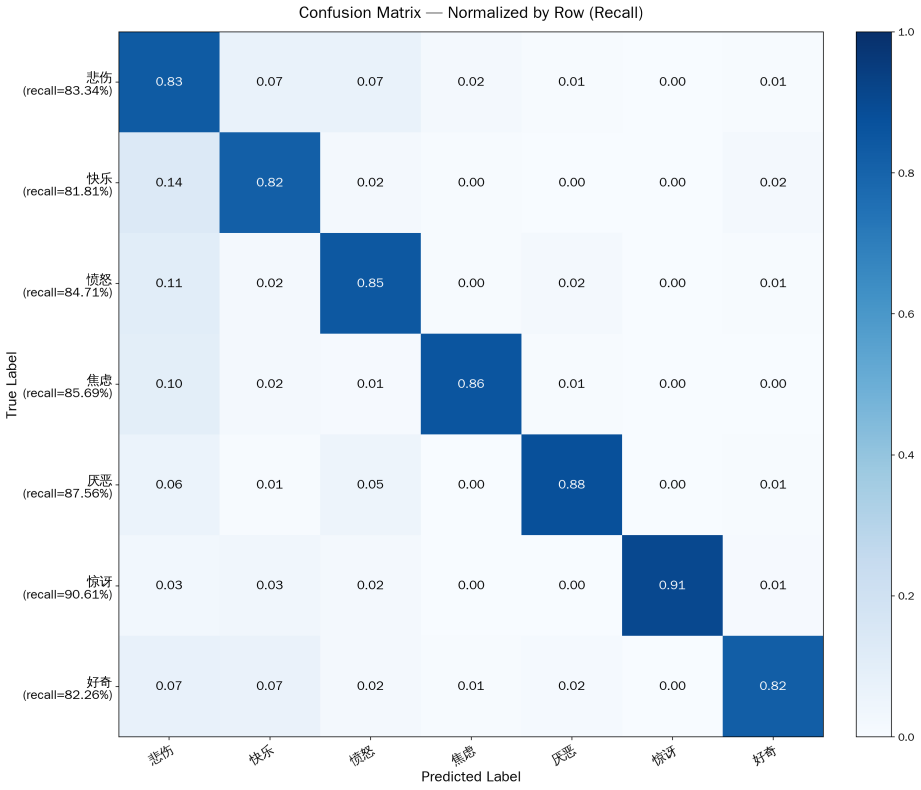 Confusion Matrix — Normalized by Row (Recall)
True Label
悲伤
(recall=83.34%)
0.83 0.07 0.07 0.02 0.01 0.00 0.01
快乐
(recall=81.81%)
0.14 0.82 0.02 0.00 0.00 0.00 0.02
愤怒
(recall=84.71%)
0.11 0.02 0.85 0.00 0.02 0.00 0.01
焦虑
(recall=85.69%)
0.10 0.02 0.01 0.86 0.01 0.00 0.00
厌恶
(recall=87.56%)
0.06 0.01 0.05 0.00 0.88 0.00 0.01
惊讶
(recall=90.61%)
0.03 0.03 0.02 0.00 0.00 0.91 0.01
好奇
(recall=82.26%)
0.07 0.07 0.02 0.01 0.02 0.00 0.82
悲伤 快乐 愤怒 焦虑 厌恶 惊讶 好奇
Predicted Label
1.0
0.8
0.6
0.4
0.2
0.0